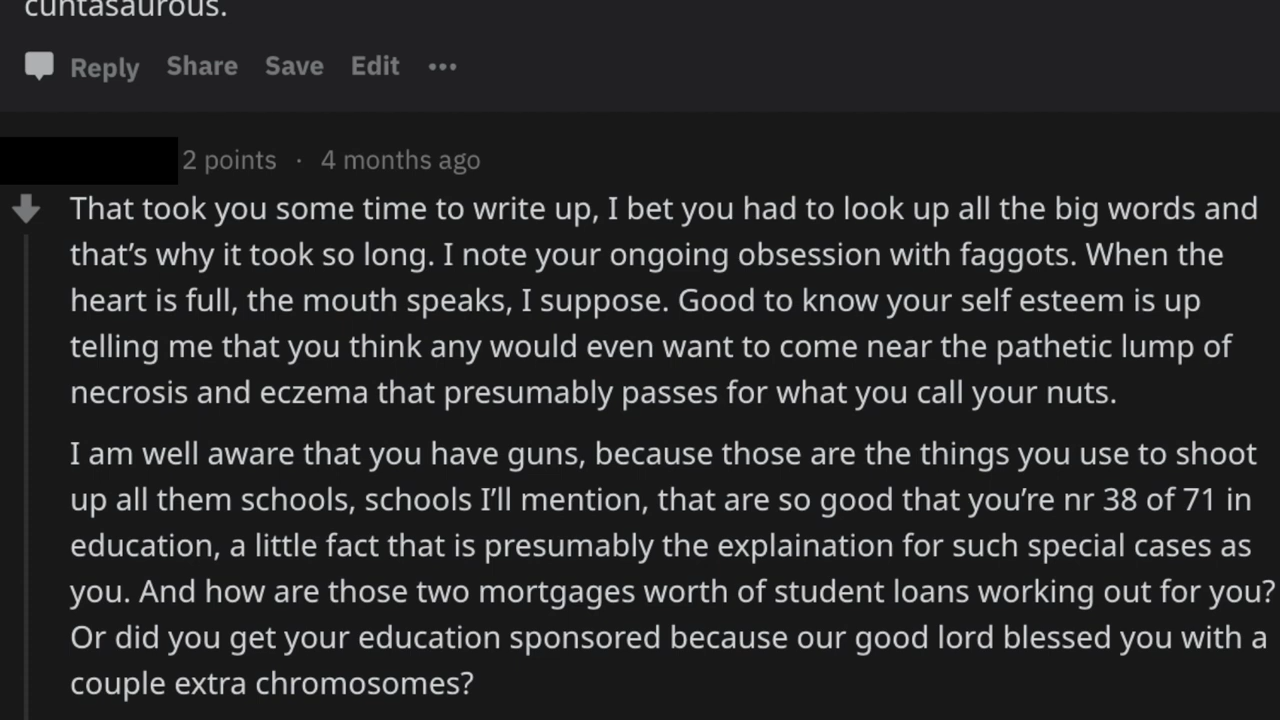 cuntasaurous.
Reply Share Save Edit ···
2 points · 4 months ago
That took you some time to write up, I bet you had to look up all the big words and
that’s why it took so long. I note your ongoing obsession with faggots. When the
heart is full, the mouth speaks, I suppose. Good to know your self esteem is up
telling me that you think any would even want to come near the pathetic lump of
necrosis and eczema that presumably passes for what you call your nuts.
I am well aware that you have guns, because those are the things you use to shoot
up all them schools, schools I’ll mention, that are so good that you’re nr 38 of 71 in
education, a little fact that is presumably the explaination for such special cases as
you. And how are those two mortgages worth of student loans working out for you?
Or did you get your education sponsored because our good lord blessed you with a
couple extra chromosomes?